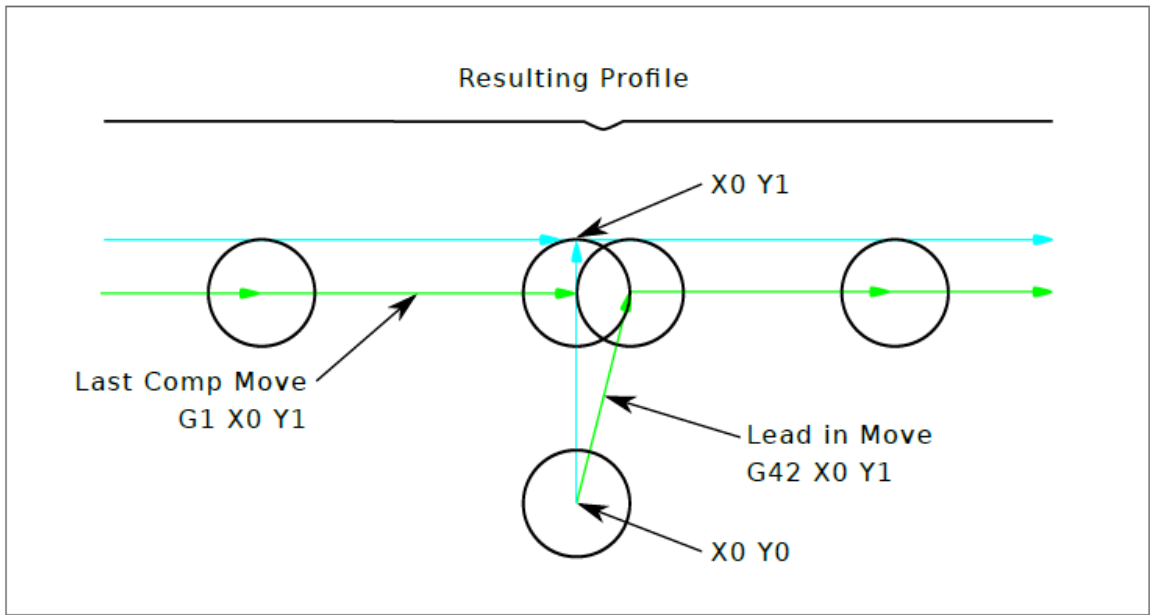 Resulting Profile
X0 Y1
Last Comp Move
G1 X0 Y1
Lead in Move
G42 X0 Y1
X0 Y0